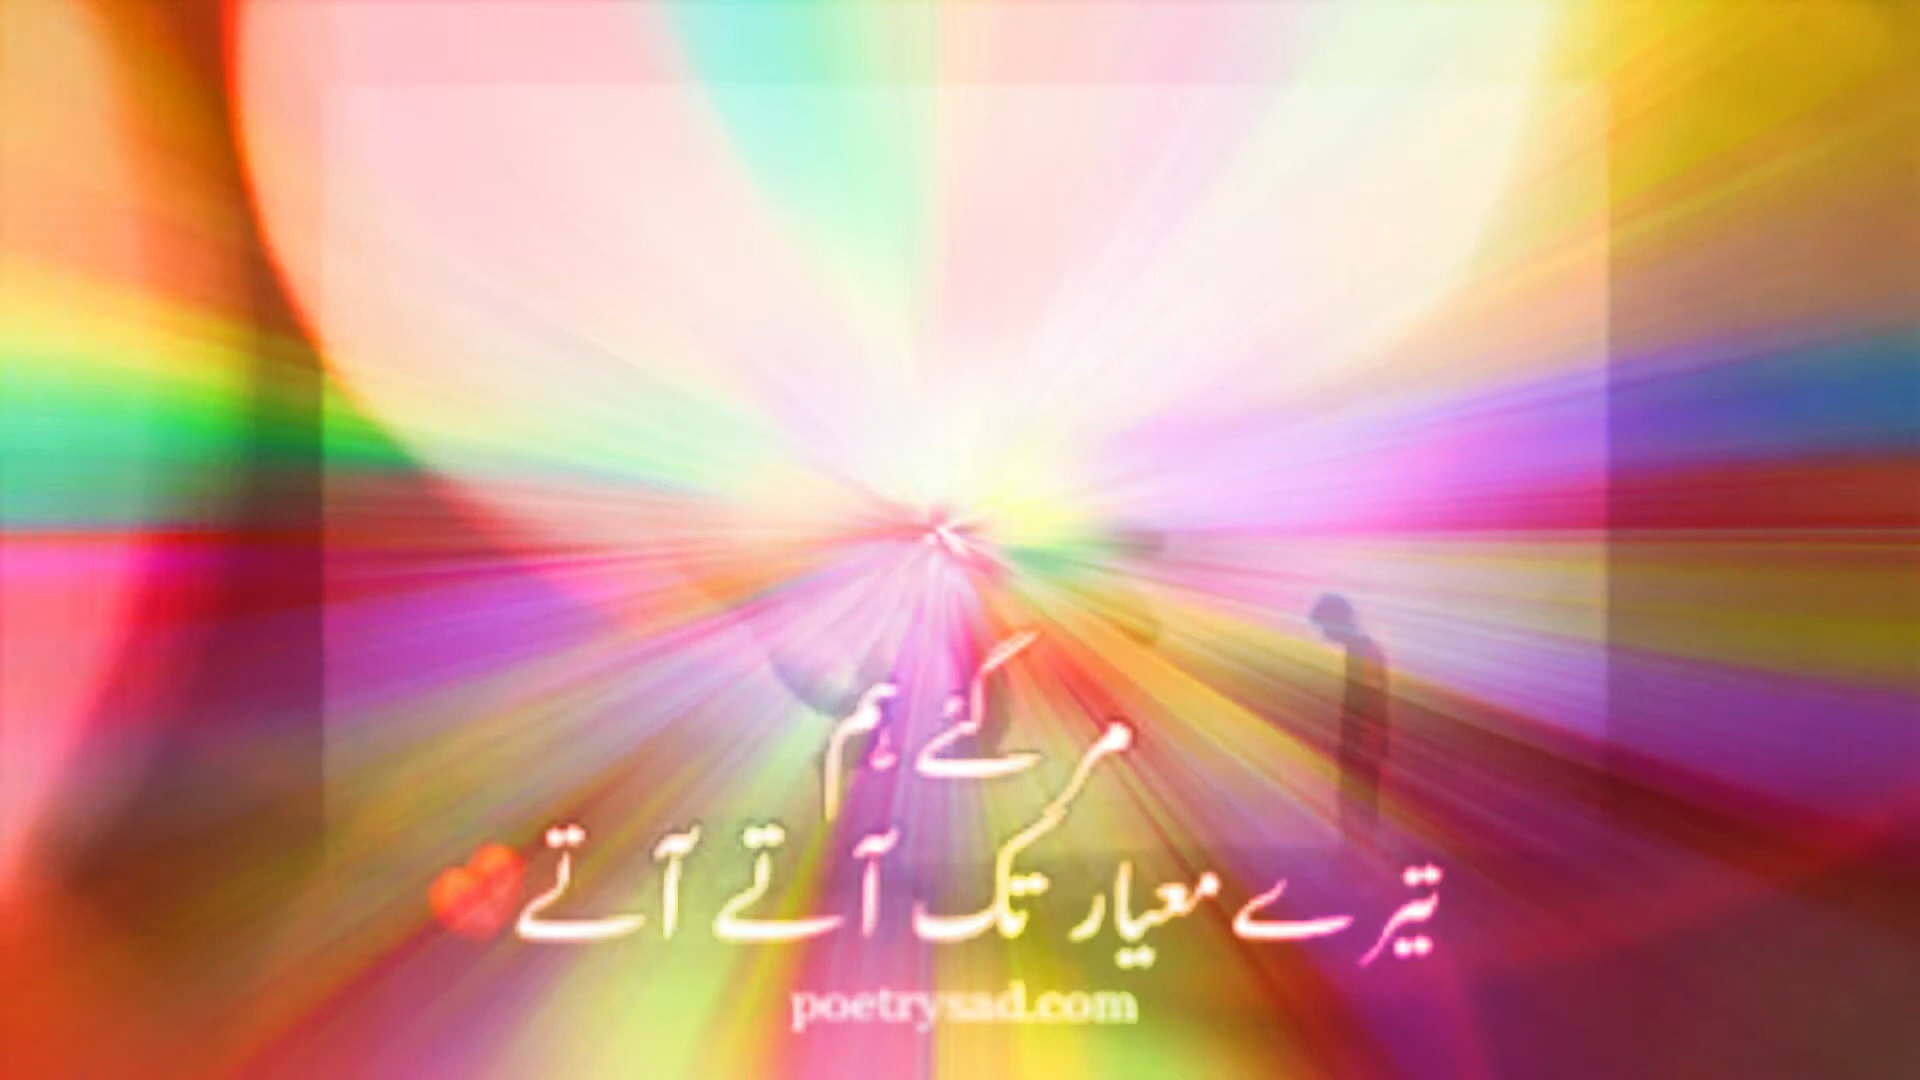 مر گئے ہم
تیرے معیار تک آتے آتے
poetrysad.com